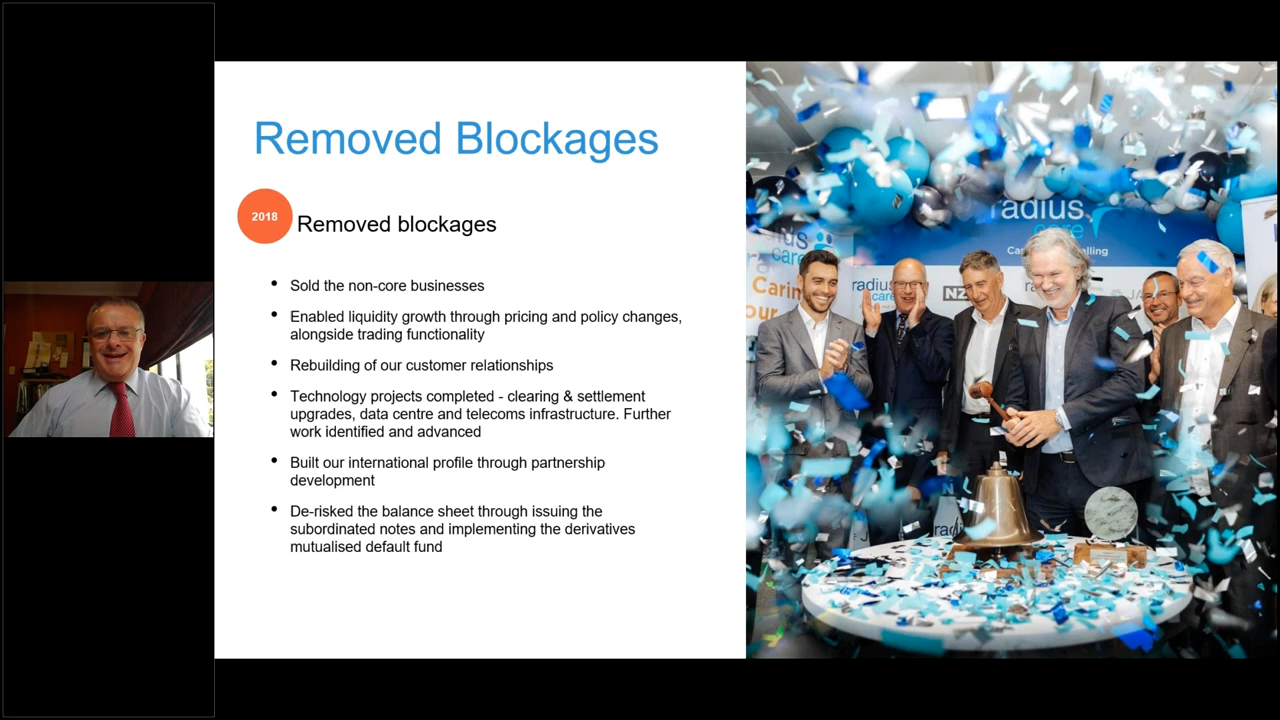 Removed Blockages
2018
Removed blockages
• Sold the non-core businesses
• Enabled liquidity growth through pricing and policy changes,
alongside trading functionality
• Rebuilding of our customer relationships
• Technology projects completed - clearing & settlement
upgrades, data centre and telecoms infrastructure. Further
work identified and advanced
• Built our international profile through partnership
development
• De-risked the balance sheet through issuing the
subordinated notes and implementing the derivatives
mutualised default fund
radius
care
care
radius
care
NZ